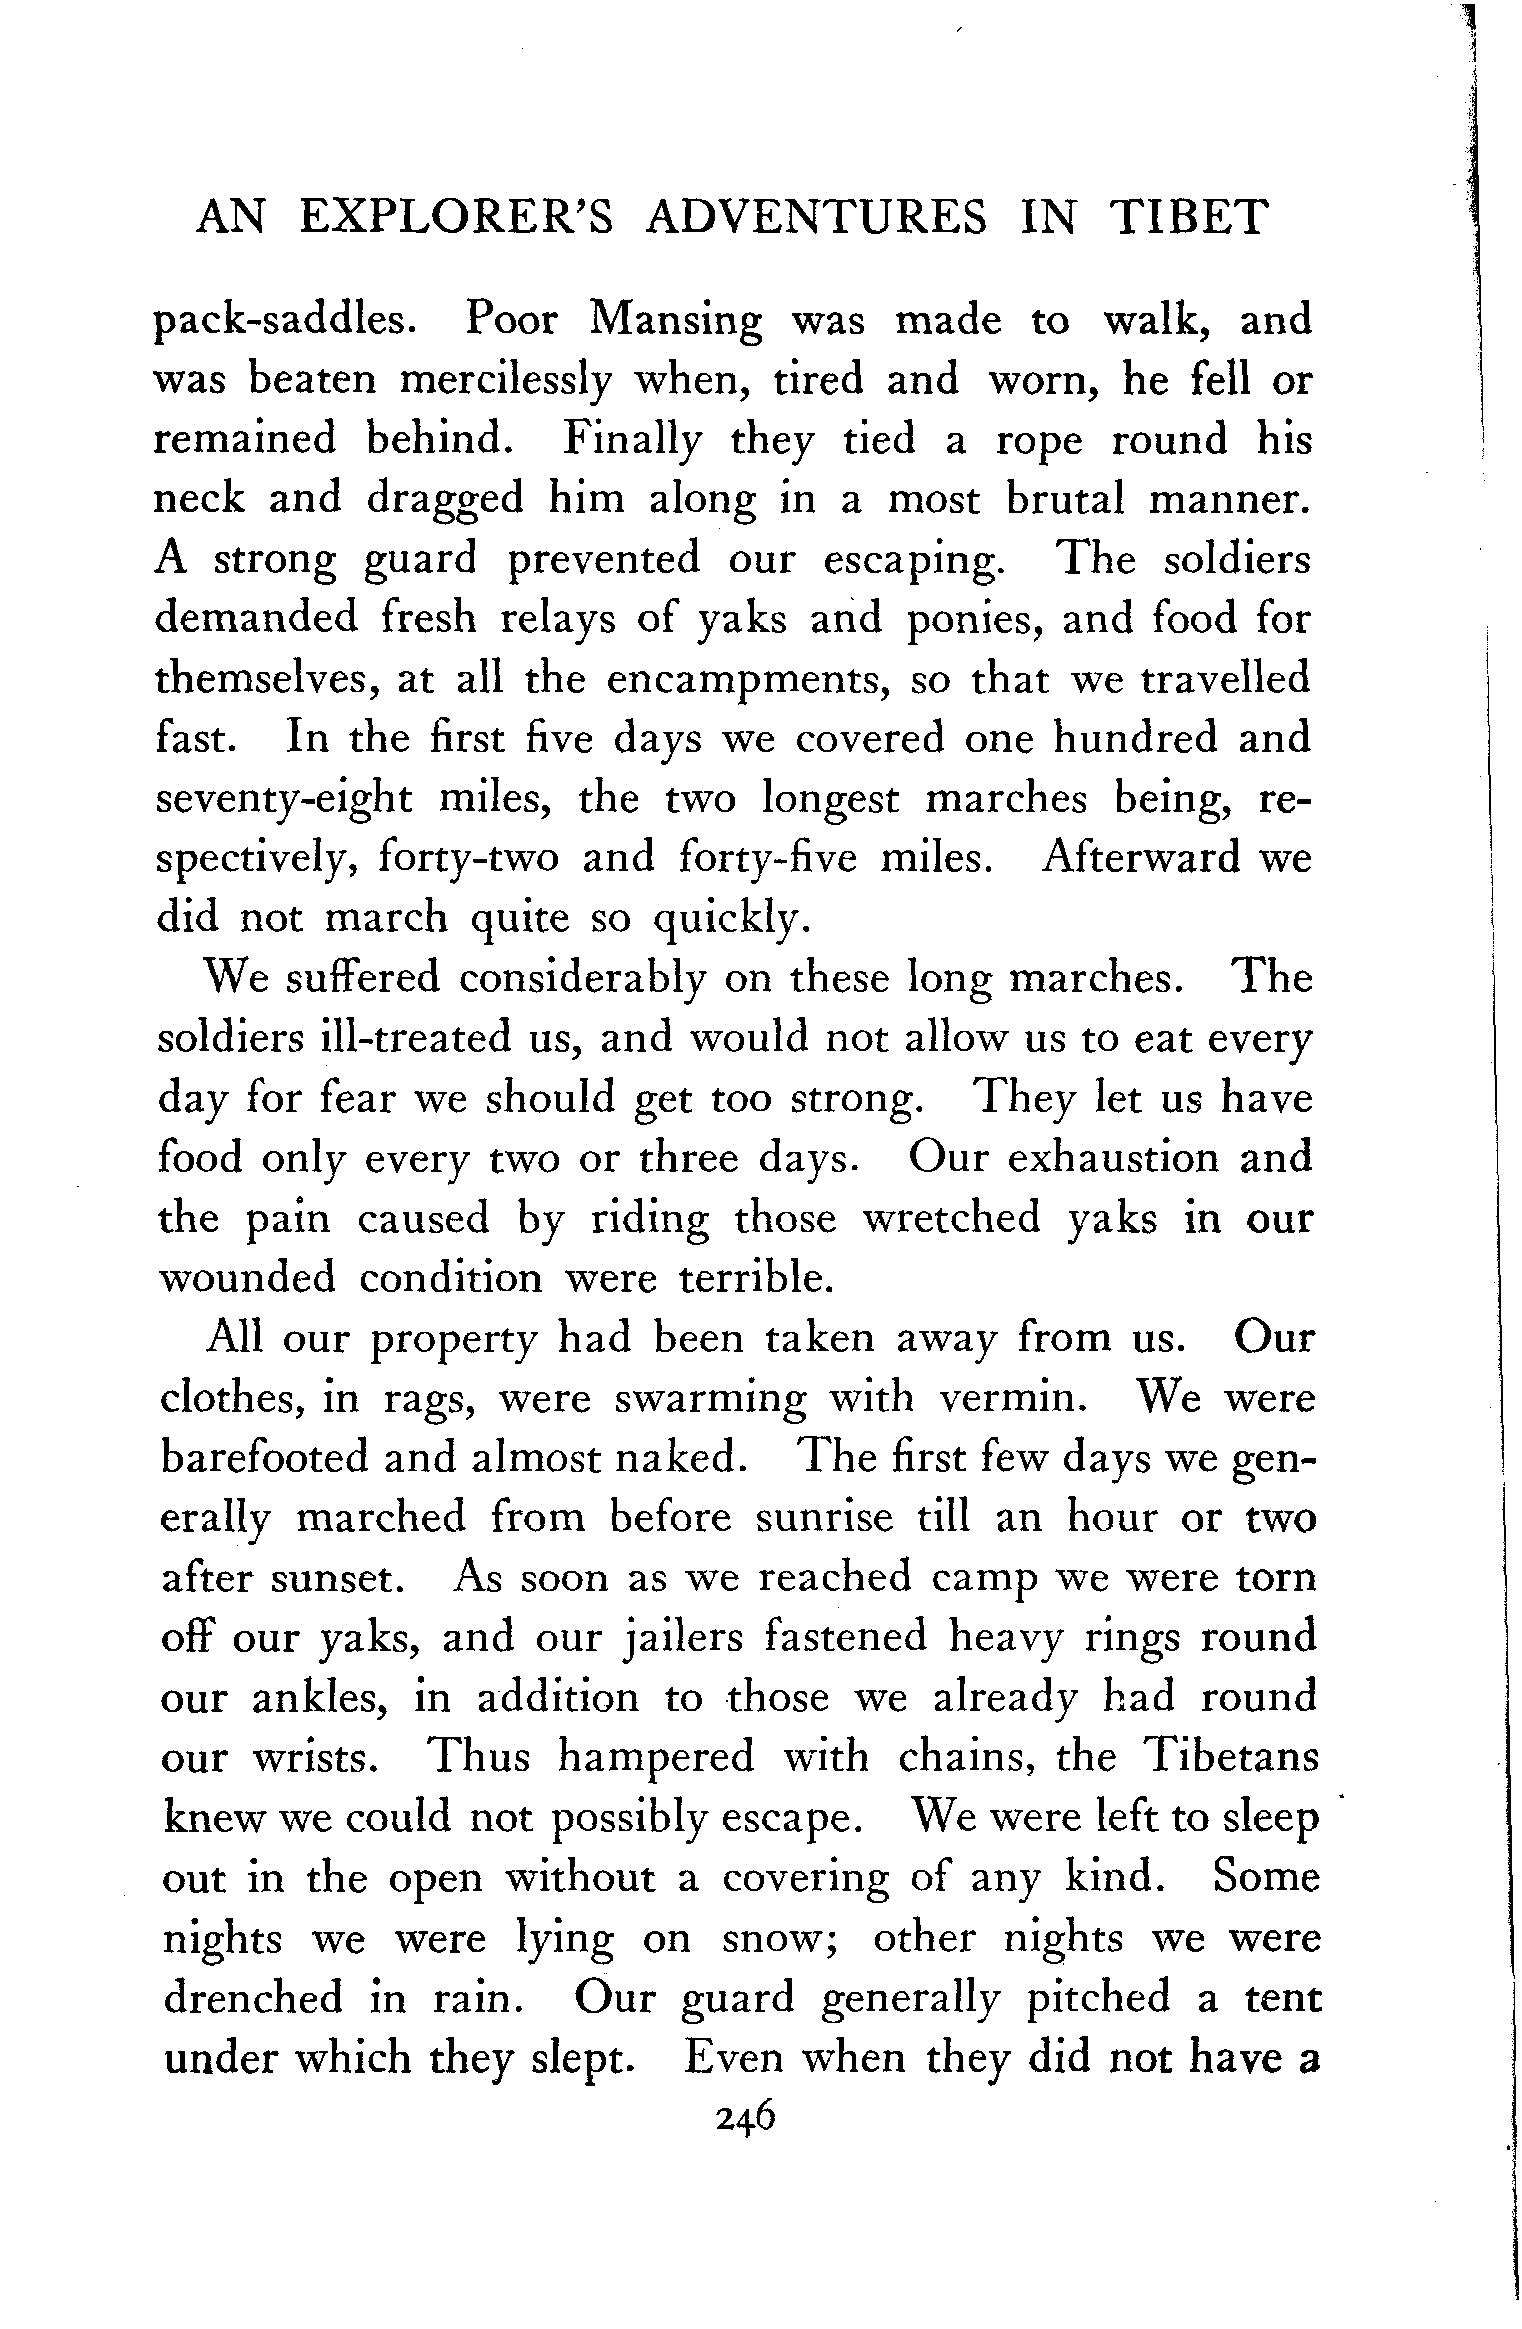 AN EXPLORER'S ADVENTURES IN TIBET
pack-saddles. Poor Mansing was made to walk, and
was beaten mercilessly when, tired and worn, he fell or
remained behind. Finally they tied a rope round his
neck and dragged him along in a most brutal manner.
A strong guard prevented our escaping. The soldiers
demanded fresh relays of yaks and ponies, and food for
themselves, at all the encampments, so that we travelled
fast. In the first five days we covered one hundred and
seventy-eight miles, the two longest marches being, re-
spectively, forty-two and forty-five miles. Afterward we
did not march quite so quickly.
We suffered considerably on these long marches. The
soldiers ill-treated us, and would not allow us to eat every
day for fear we should get too strong. They let us have
food only every two or three days. Our exhaustion and
the pain caused by riding those wretched yaks in our
wounded condition were terrible.
All our property had been taken away from us. Our
clothes, in rags, were swarming with vermin. We were
barefooted and almost naked. The first few days we gen-
erally marched from before sunrise till an hour or two
after sunset. As soon as we reached camp we were torn
off our yaks, and our jailers fastened heavy rings round
our ankles, in addition to those we already had round
our wrists. Thus hampered with chains, the Tibetans
knew we could not possibly escape. We were left to sleep
out in the open without a covering of any kind. Some
nights we were lying on snow; other nights we were
drenched in rain. Our guard generally pitched a tent
under which they slept. Even when they did not have a
246